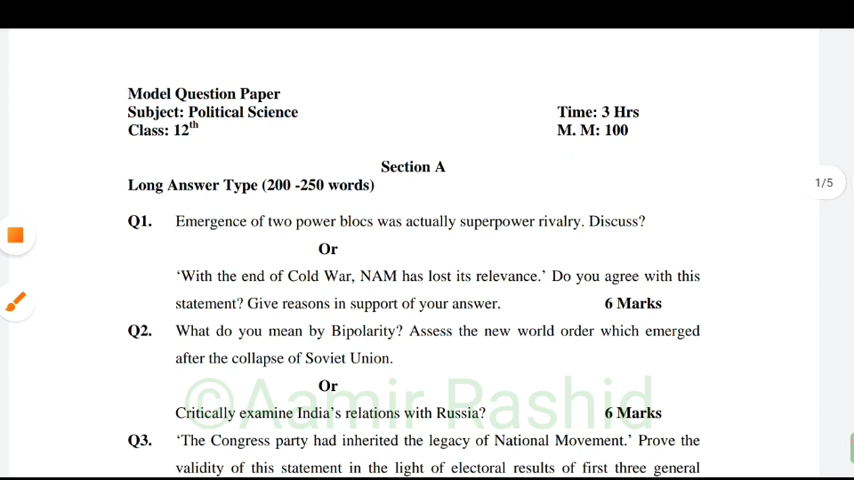 Model Question Paper
Subject: Political Science Time: 3 Hrs
Class: 12th M. M: 100
Section A
Long Answer Type (200 -250 words)
1/5
Q1. Emergence of two power blocs was actually superpower rivalry. Discuss?
Or
‘With the end of Cold War, NAM has lost its relevance.’ Do you agree with this
statement? Give reasons in support of your answer. 6 Marks
Q2. What do you mean by Bipolarity? Assess the new world order which emerged
after the collapse of Soviet Union.
Or
©Aamir Rashid
Critically examine India’s relations with Russia? 6 Marks
Q3. ‘The Congress party had inherited the legacy of National Movement.’ Prove the
validity of this statement in the light of electoral results of first three general